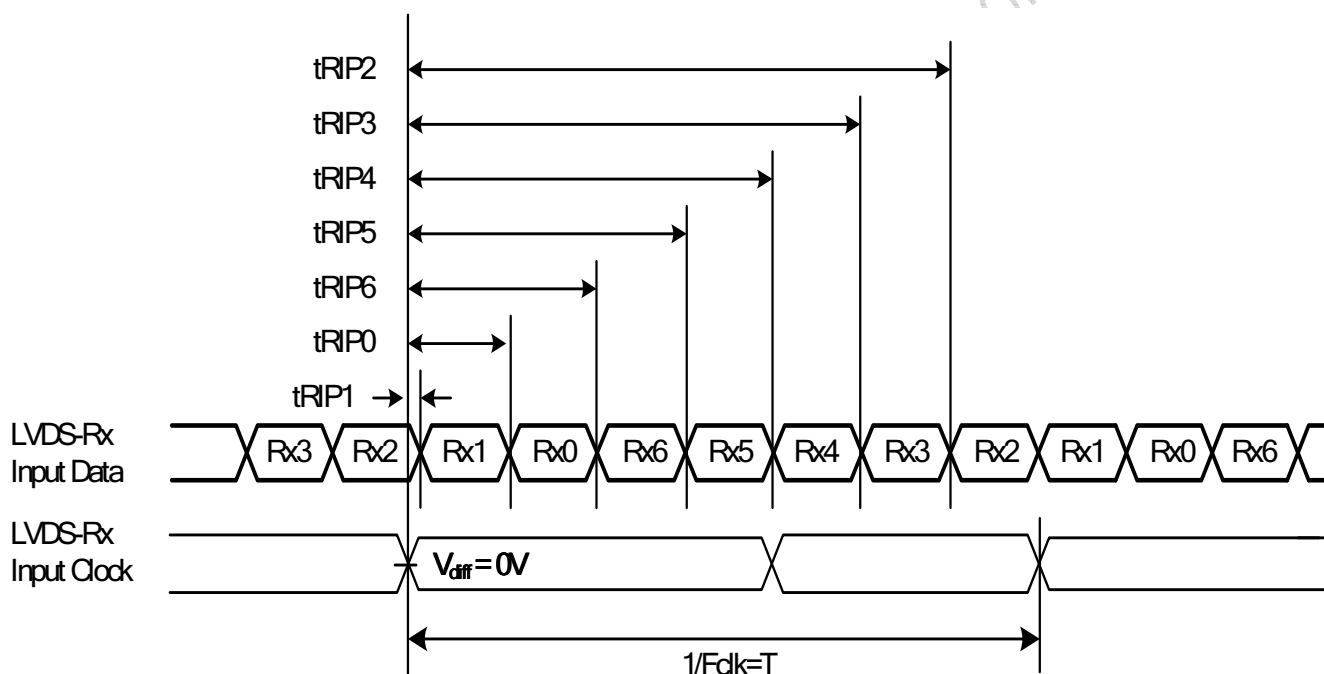 tRIP2
tRIP3
tRIP4
tRIP5
tRIP6
tRIP0
tRIP1
LVDS-Rx
Input Data
Rx3 Rx2 Rx1 Rx0 Rx6 Rx5 Rx4 Rx3 Rx2 Rx1 Rx0 Rx6
LVDS-Rx
Input Clock
Vdiff = 0V
1/Fclk=T